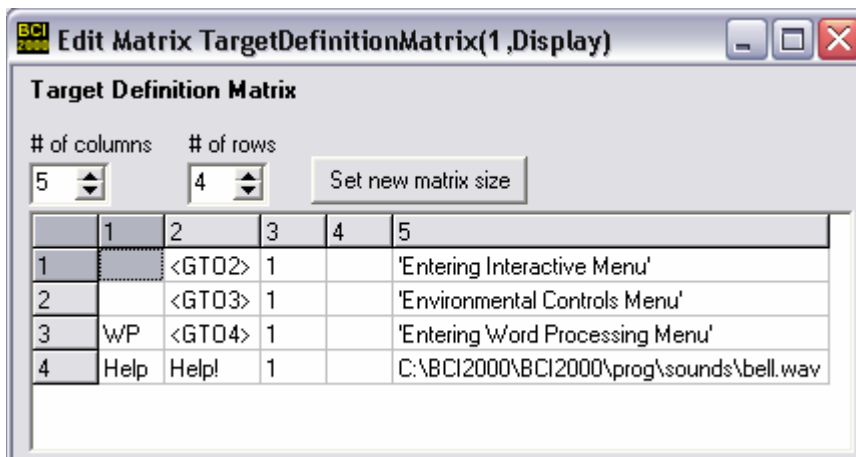 BCI 2000 Edit Matrix TargetDefinitionMatrix(1 ,Display)
Target Definition Matrix
# of columns # of rows
5 4 Set new matrix size
1 2 3 4 5
1 <GTO2> 1 'Entering Interactive Menu'
2 <GTO3> 1 'Environmental Controls Menu'
3 WP <GTO4> 1 'Entering Word Processing Menu'
4 Help Help! 1 C:\BCI2000\BCI2000\prog\sounds\bell.wav